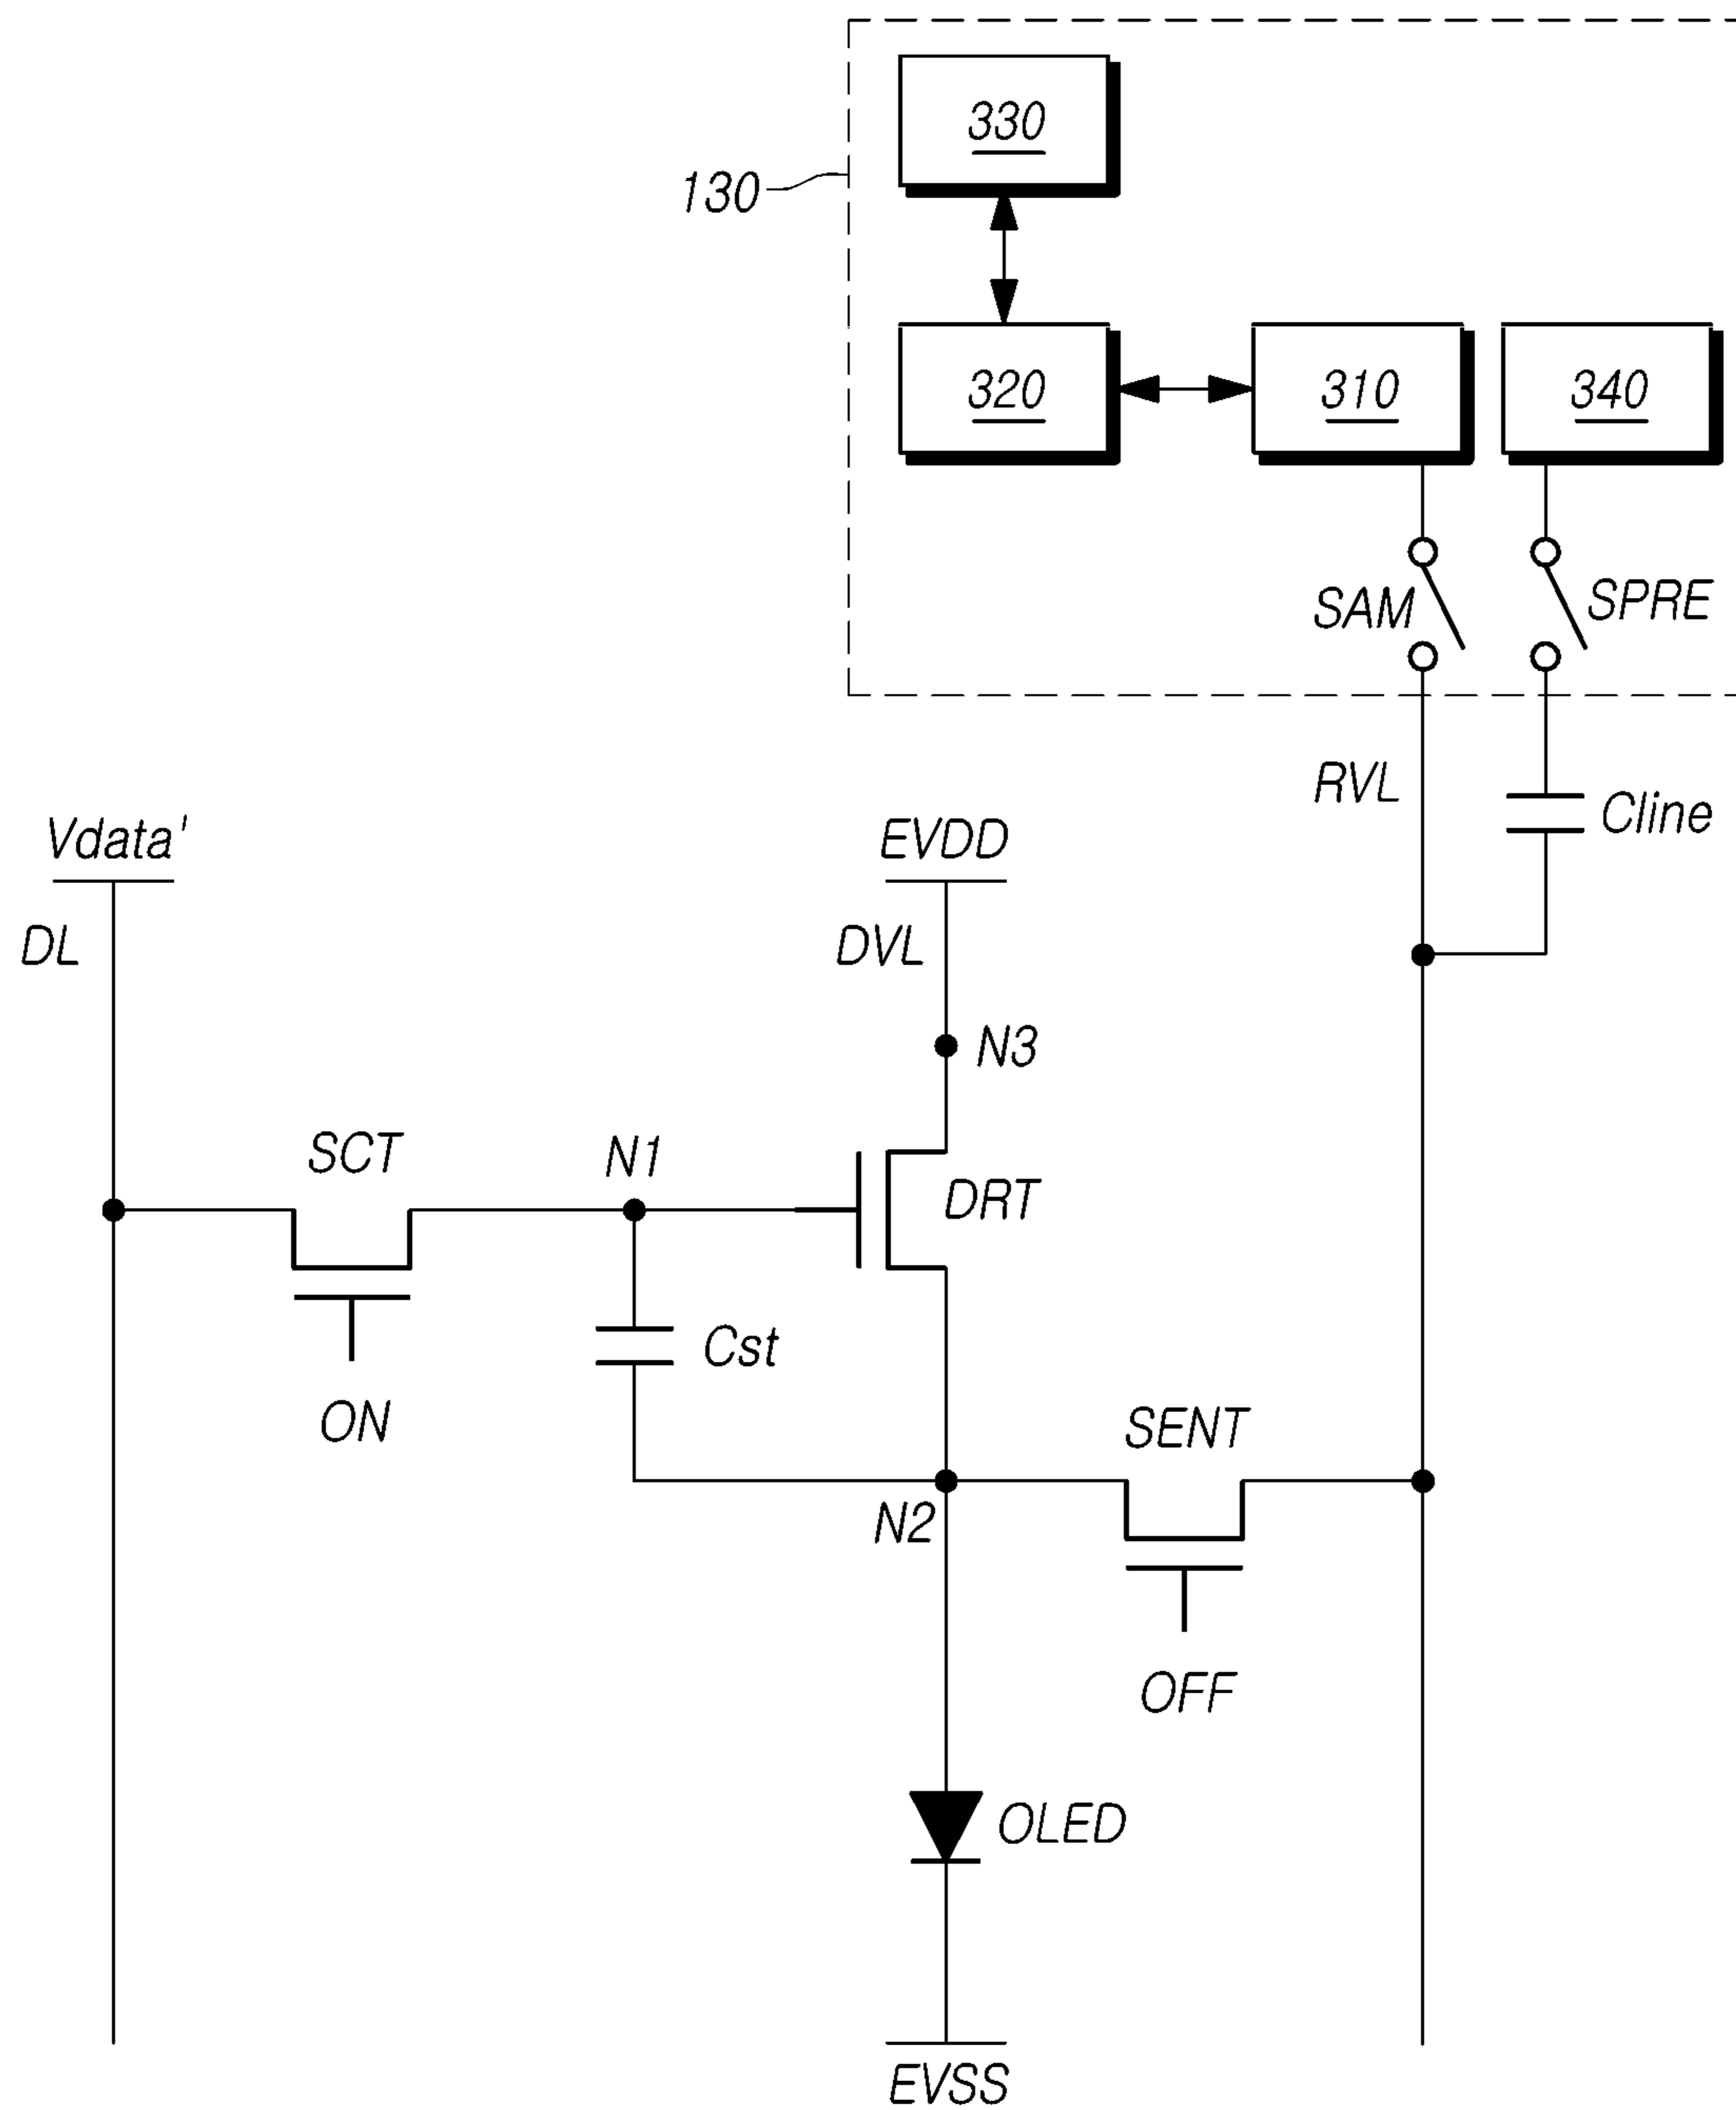 330
130
320
310
340
SAM
SPRE
RVL
Cline
Vdata'
EVDD
DL
DVL
N3
SCT
N1
DRT
Cst
ON
SENT
N2
OFF
OLED
EVSS